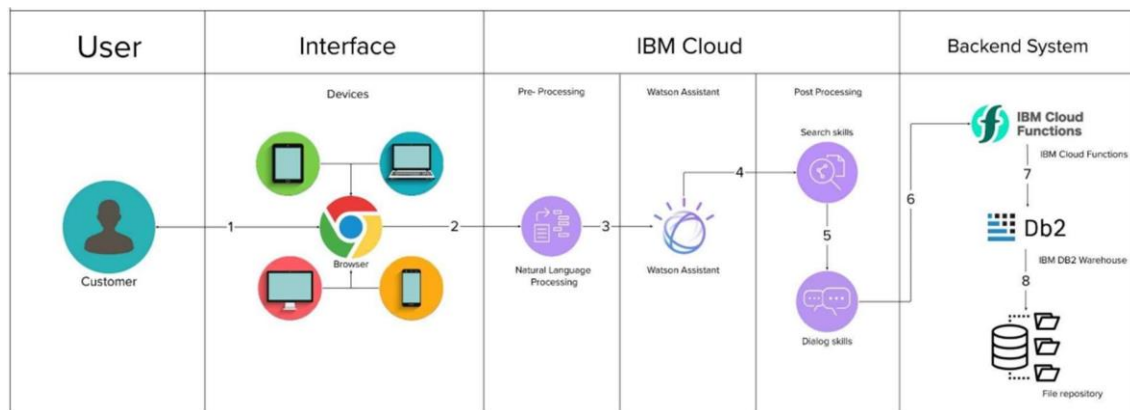 User
Interface
IBM Cloud
Backend System
Devices
Pre- Processing
Watson Assistant
Post Processing
Search skills
IBM Cloud
Functions
IBM Cloud Functions
1
2
3
4
5
6
7
8
Customer
Browser
Natural Language
Processing
Watson Assistant
Dialog skills
Db2
IBM DB2 Warehouse
File repository